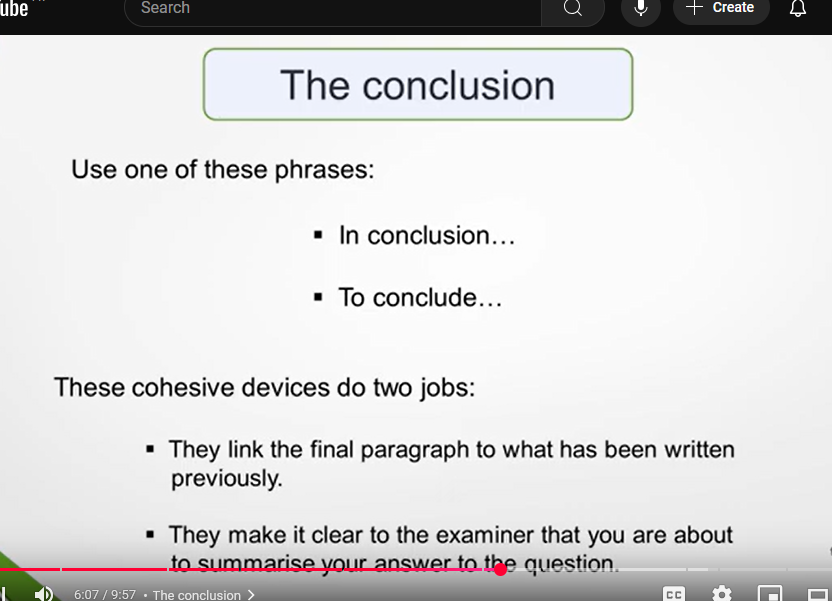 ube
Search
Create
The conclusion
Use one of these phrases:
▪ In conclusion…
▪ To conclude…
These cohesive devices do two jobs:
▪ They link the final paragraph to what has been written
previously.
▪ They make it clear to the examiner that you are about
to summarise your answer to the question.
6:07 / 9:57 • The conclusion
CC